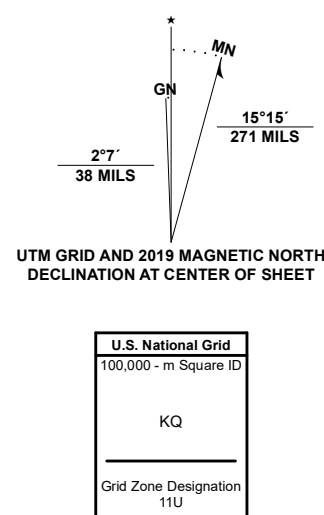 ★
MN
GN
15°15´
271 MILS
2°7´
38 MILS
UTM GRID AND 2019 MAGNETIC NORTH
DECLINATION AT CENTER OF SHEET
U.S. National Grid
100,000 - m Square ID
KQ
Grid Zone Designation
11U